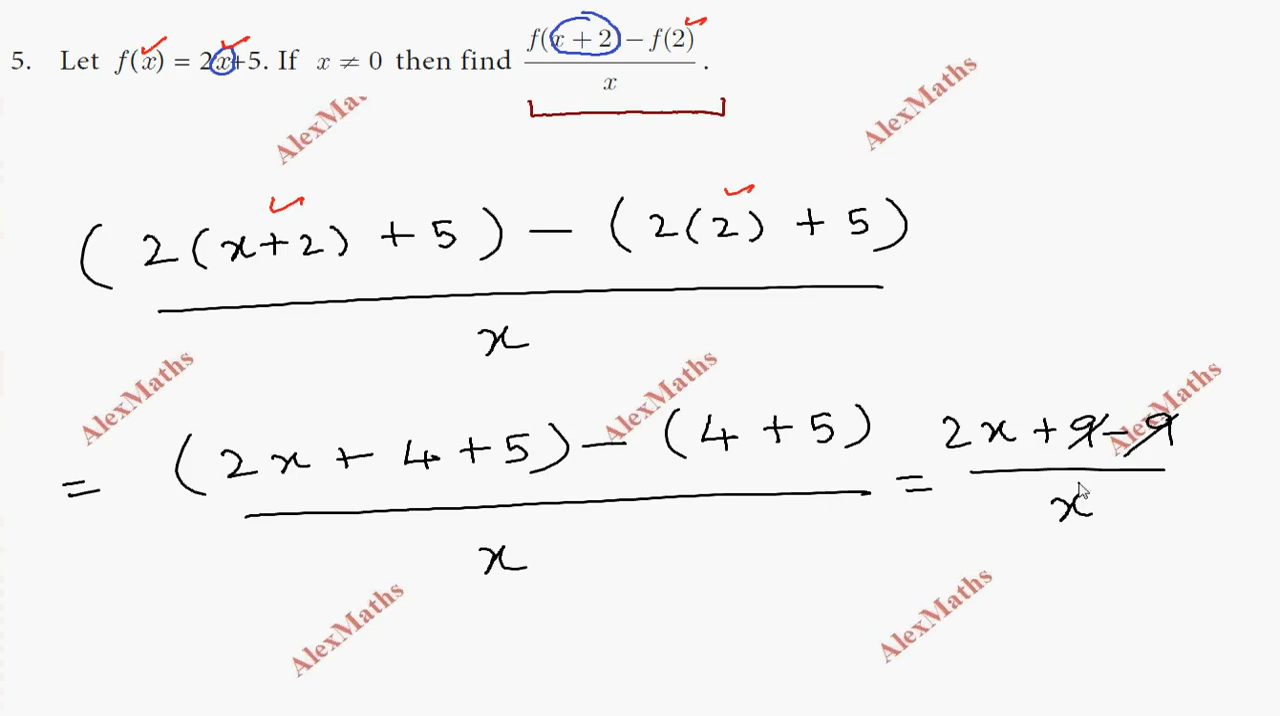 5. Let f(x) = 2x+5. If x ≠ 0 then find f(x+2) – f(2) / x .
AlexMaths
AlexMaths
(2(x+2) + 5) – (2(2) + 5)
x
AlexMaths
AlexMaths
AlexMaths
= (2x + 4 + 5) – (4 + 5) / x = 2x + 9 – 9 / x
AlexMaths
AlexMaths